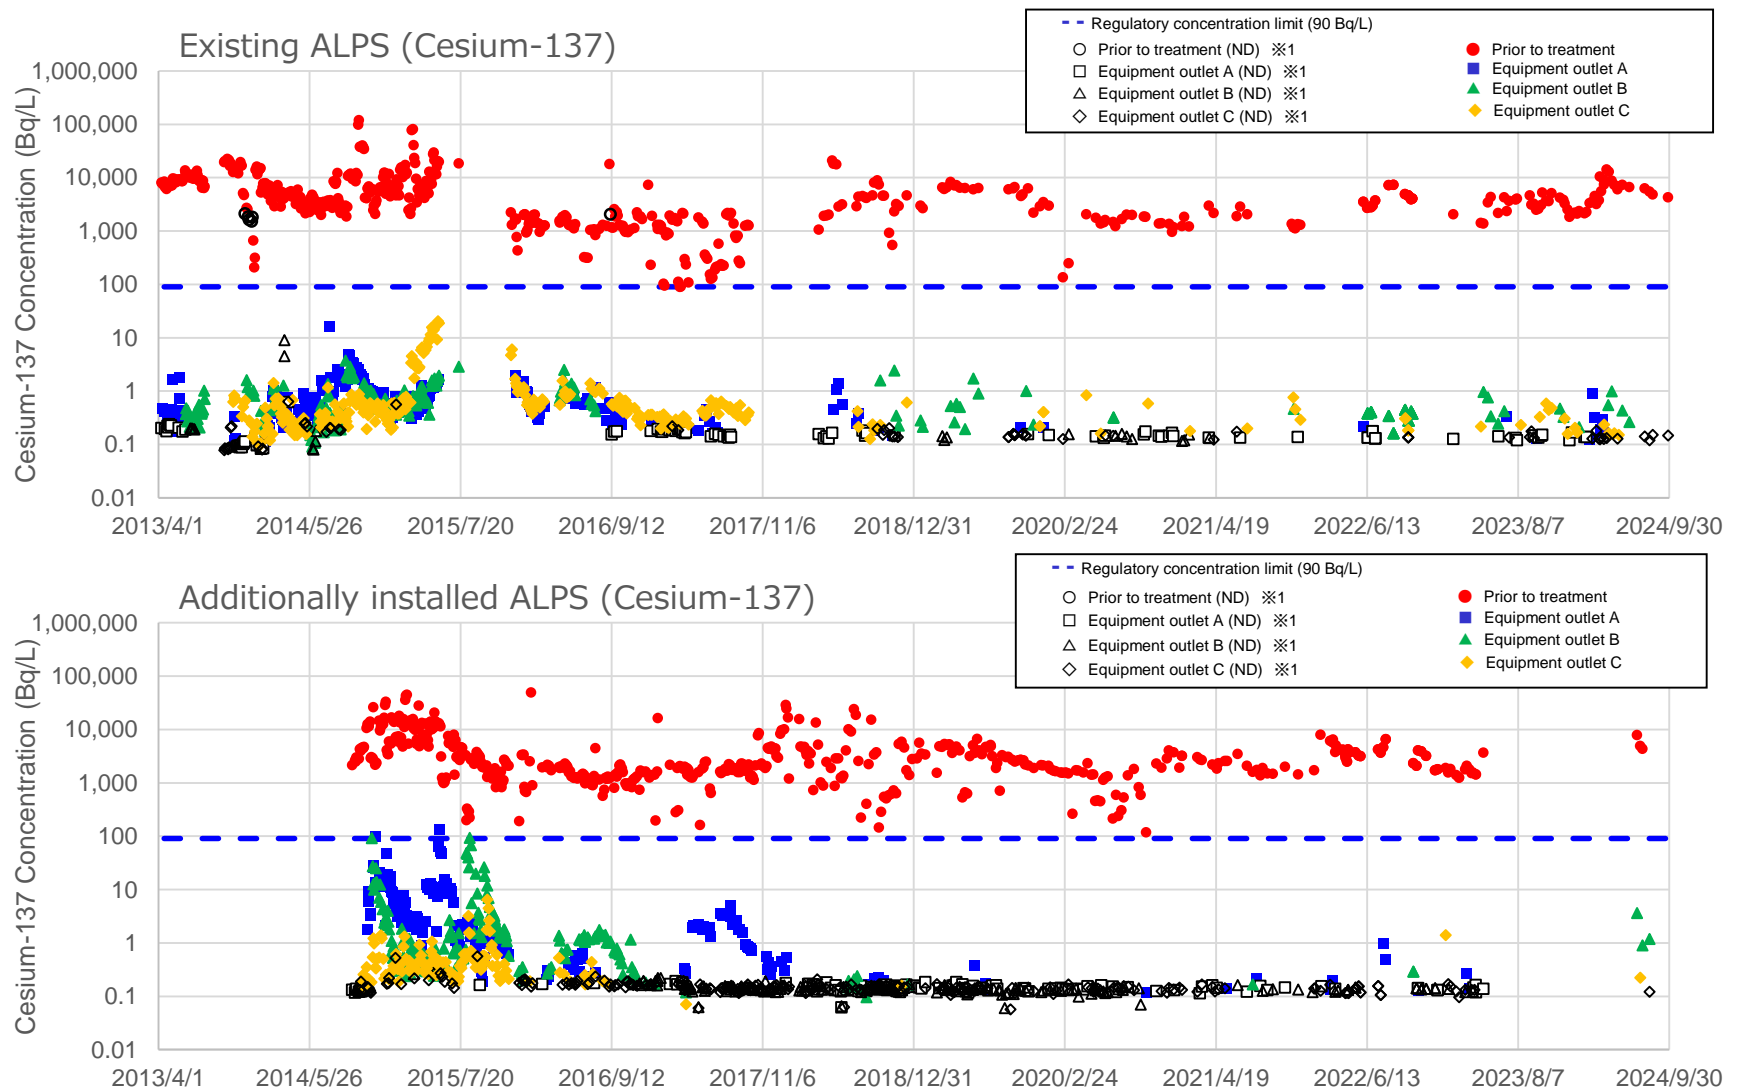 Existing ALPS (Cesium-137)
Regulatory concentration limit (90 Bq/L)
Prior to treatment (ND) ※1
Prior to treatment
Equipment outlet A (ND) ※1
Equipment outlet A
Equipment outlet B (ND) ※1
Equipment outlet B
Equipment outlet C (ND) ※1
Equipment outlet C
Cesium-137 Concentration (Bq/L)
1,000,000
100,000
10,000
1,000
100
10
1
0.1
0.01
2013/4/1 2014/5/26 2015/7/20 2016/9/12 2017/11/6 2018/12/31 2020/2/24 2021/4/19 2022/6/13 2023/8/7 2024/9/30
Additionally installed ALPS (Cesium-137)
Regulatory concentration limit (90 Bq/L)
Prior to treatment (ND) ※1
Prior to treatment
Equipment outlet A (ND) ※1
Equipment outlet A
Equipment outlet B (ND) ※1
Equipment outlet B
Equipment outlet C (ND) ※1
Equipment outlet C
Cesium-137 Concentration (Bq/L)
1,000,000
100,000
10,000
1,000
100
10
1
0.1
0.01
2013/4/1 2014/5/26 2015/7/20 2016/9/12 2017/11/6 2018/12/31 2020/2/24 2021/4/19 2022/6/13 2023/8/7 2024/9/30